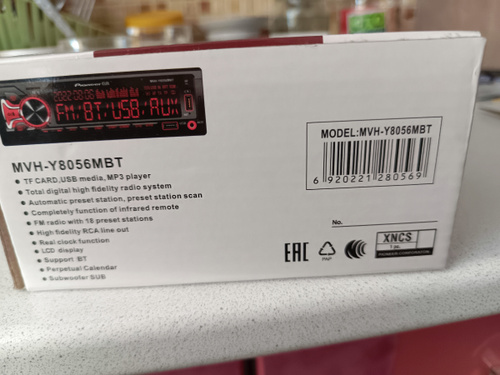 FM:BT:USB:AUX
MVH-Y8056MBT
TF CARD,USB media, MP3 player
Total digital high fidelity radio system
Automatic preset station, preset station scan
Completely function of infrared remote
FM radio with 18 preset stations
High fidelity RCA line out
Real clock function
LCD display
Support BT
Perpetual Calendar
Subwoofer SUB
MODEL:MVH-Y8056MBT
6 920221 280569
No.
EAC
PAP
XNCS
PIONEER CORPORATION